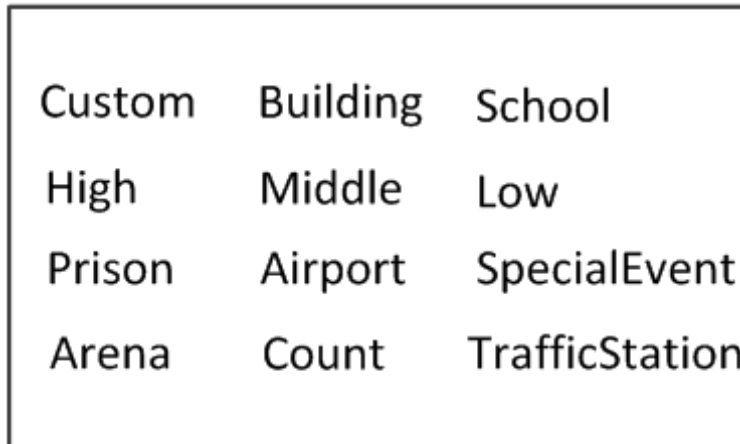 Custom Building School
High Middle Low
Prison Airport SpecialEvent
Arena Count TrafficStation